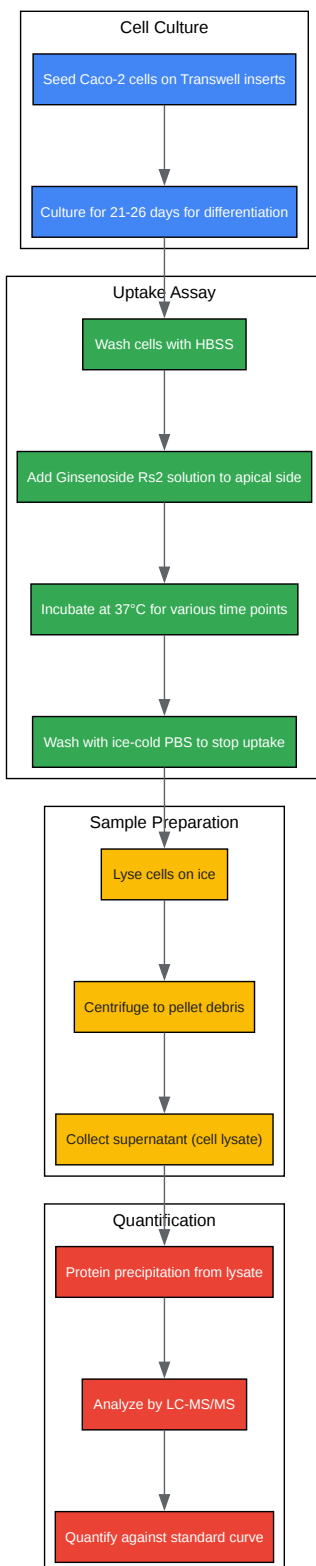 Cell Culture
Seed Caco-2 cells on Transwell inserts
Culture for 21-26 days for differentiation
Uptake Assay
Wash cells with HBSS
Add Ginsenoside Rs2 solution to apical side
Incubate at 37°C for various time points
Wash with ice-cold PBS to stop uptake
Sample Preparation
Lyse cells on ice
Centrifuge to pellet debris
Collect supernatant (cell lysate)
Quantification
Protein precipitation from lysate
Analyze by LC-MS/MS
Quantify against standard curve